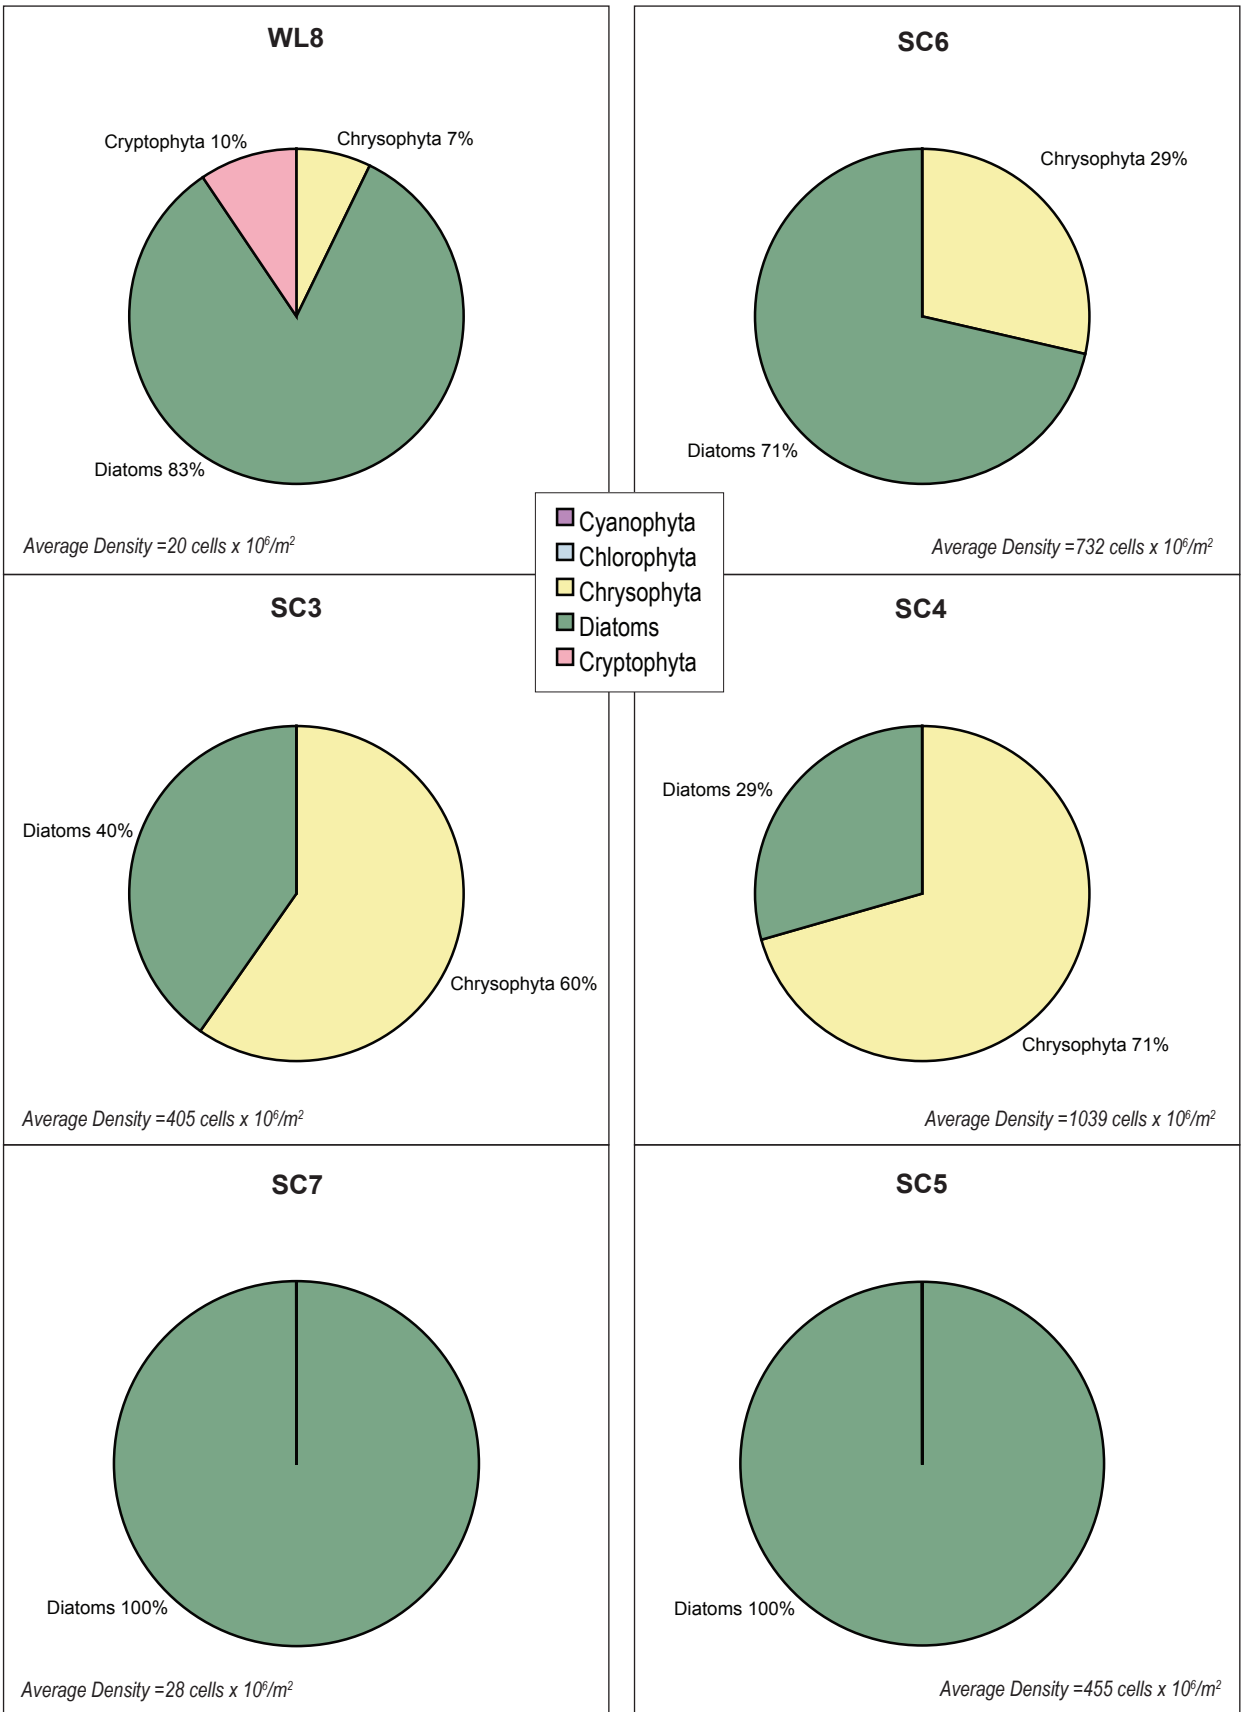 WL8
Cryptophyta 10%
Chrysophyta 7%
Diatoms 83%
Average Density =20 cells x 10⁶/m²
SC6
Chrysophyta 29%
Diatoms 71%
Average Density =732 cells x 10⁶/m²
Cyanophyta
Chlorophyta
Chrysophyta
Diatoms
Cryptophyta
SC3
Diatoms 40%
Chrysophyta 60%
Average Density =405 cells x 10⁶/m²
SC4
Diatoms 29%
Chrysophyta 71%
Average Density =1039 cells x 10⁶/m²
SC7
Diatoms 100%
Average Density =28 cells x 10⁶/m²
SC5
Diatoms 100%
Average Density =455 cells x 10⁶/m²